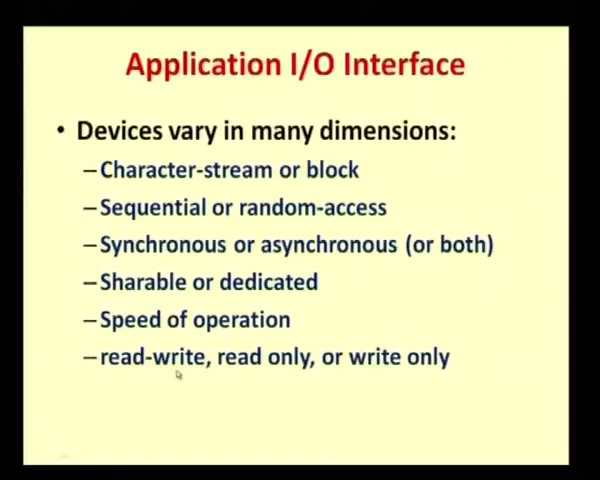 Application I/O Interface
• Devices vary in many dimensions:
–Character-stream or block
–Sequential or random-access
–Synchronous or asynchronous (or both)
–Sharable or dedicated
–Speed of operation
–read-write, read only, or write only